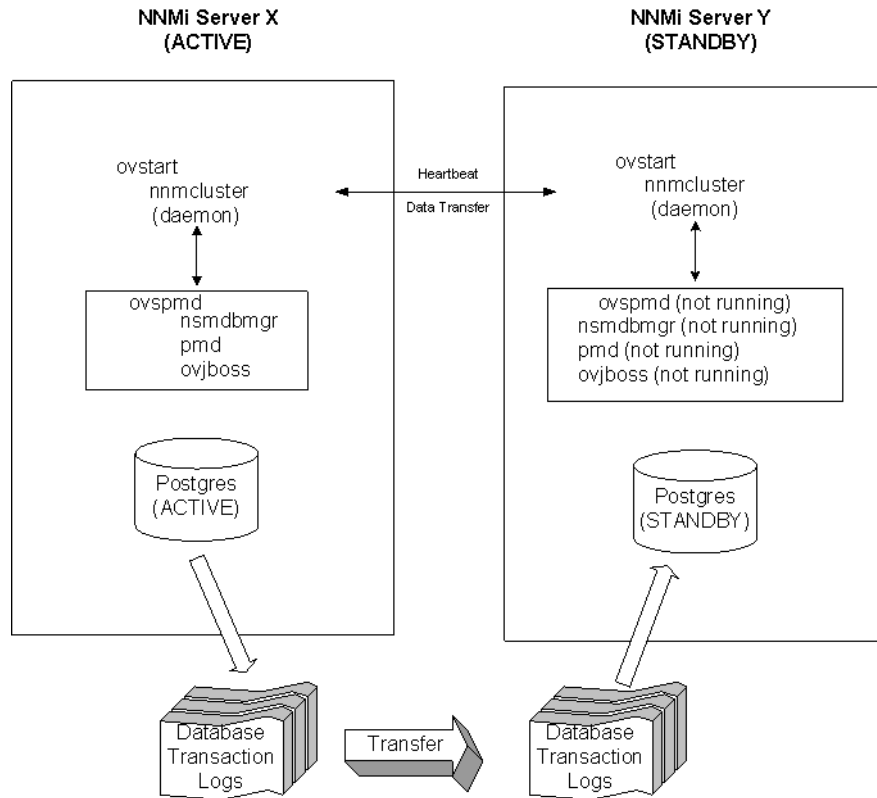 NNMi Server X
(ACTIVE)
NNMi Server Y
(STANDBY)
ovstart
nnmcluster
(daemon)
Heartbeat
Data Transfer
ovstart
nnmcluster
(daemon)
ovspmd
nsmdbmgr
pmd
ovjboss
ovspmd (not running)
nsmdbmgr (not running)
pmd (not running)
ovjboss (not running)
Postgres
(ACTIVE)
Postgres
(STANDBY)
Database
Transaction
Logs
Transfer
Database
Transaction
Logs